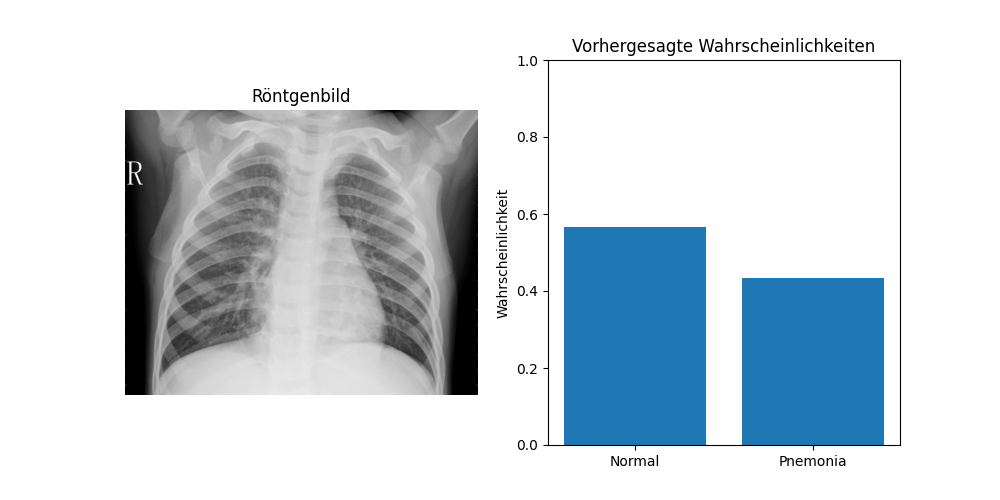 Röntgenbild
R
Vorhergesagte Wahrscheinlichkeiten
Wahrscheinlichkeit
1.0
0.8
0.6
0.4
0.2
0.0
Normal
Pnemonia